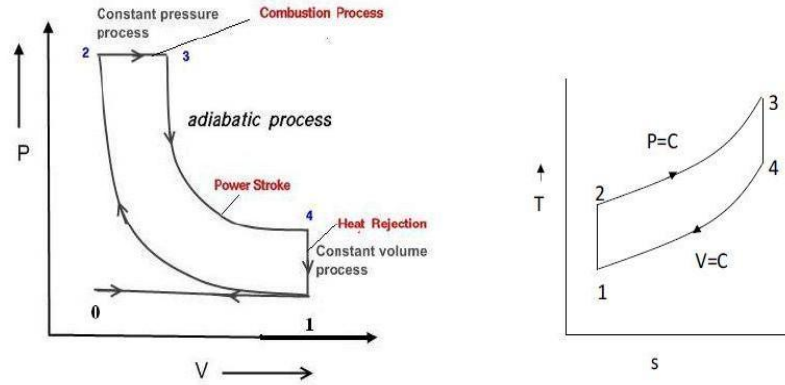 Constant pressure
process
Combustion Process
2
3
adiabatic process
P
Power Stroke
4
Heat Rejection
Constant volume
process
0
1
V
3
P=C
4
T
2
V=C
1
s